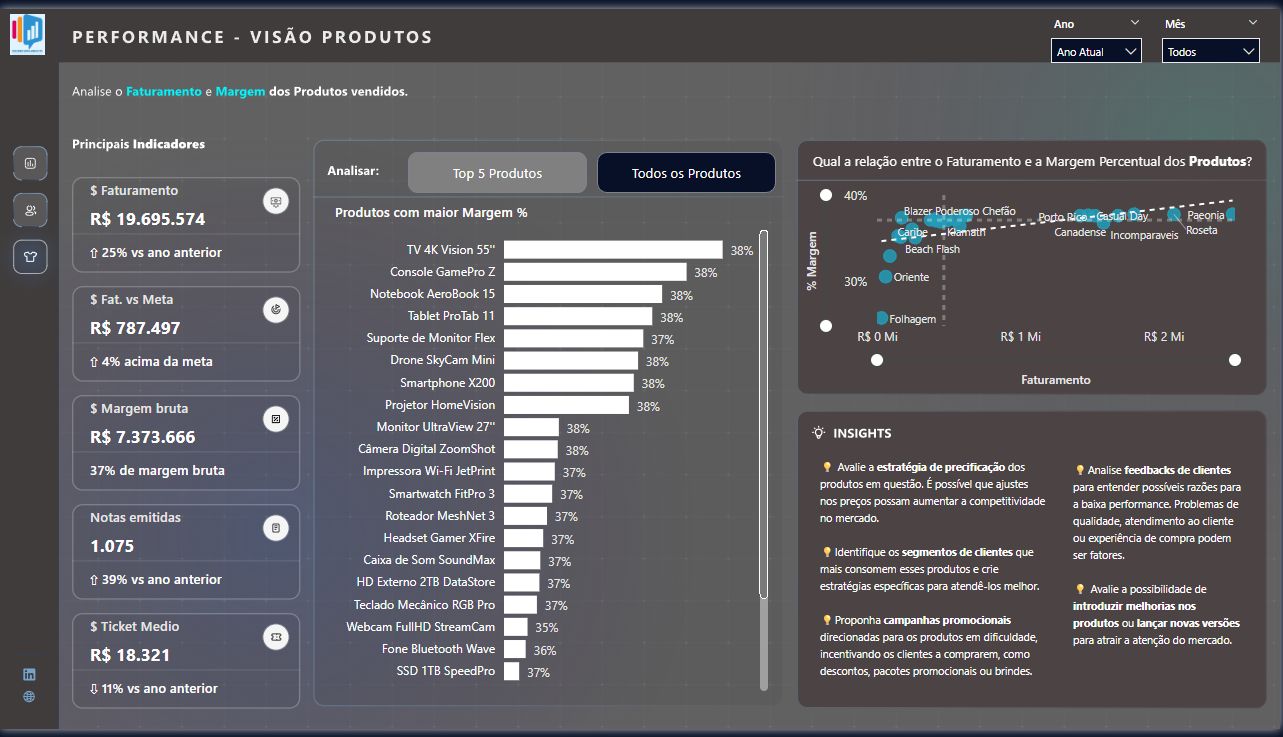 PERFORMANCE - VISÃO PRODUTOS
Ano
Mês
Ano Atual
Todos
Analise o Faturamento e Margem dos Produtos vendidos.
Principais Indicadores
$ Faturamento
R$ 19.695.574
⇧ 25% vs ano anterior
$ Fat. vs Meta
R$ 787.497
⇧ 4% acima da meta
$ Margem bruta
R$ 7.373.666
37% de margem bruta
Notas emitidas
1.075
⇧ 39% vs ano anterior
$ Ticket Medio
R$ 18.321
⇩ 11% vs ano anterior
Analisar:
Top 5 Produtos
Todos os Produtos
Produtos com maior Margem %
TV 4K Vision 55'' 38%
Console GamePro Z 38%
Notebook AeroBook 15 38%
Tablet ProTab 11 38%
Suporte de Monitor Flex 37%
Drone SkyCam Mini 38%
Smartphone X200 38%
Projetor HomeVision 38%
Monitor UltraView 27'' 38%
Câmera Digital ZoomShot 38%
Impressora Wi-Fi JetPrint 37%
Smartwatch FitPro 3 37%
Roteador MeshNet 3 37%
Headset Gamer XFire 37%
Caixa de Som SoundMax 37%
HD Externo 2TB DataStore 37%
Teclado Mecânico RGB Pro 37%
Webcam FullHD StreamCam 35%
Fone Bluetooth Wave 36%
SSD 1TB SpeedPro 37%
Qual a relação entre o Faturamento e a Margem Percentual dos Produtos?
40%
30%
% Margem
Blazer Poderoso Chefão
Caribe
Klamath
Beach Flash
Oriente
Folhagem
Porto Rico
Casual Day
Canadense
Incomparaveis
Paeonia
Roseta
R$ 0 Mi
R$ 1 Mi
R$ 2 Mi
Faturamento
INSIGHTS
💡 Avalie a estratégia de precificação dos
produtos em questão. É possível que ajustes
nos preços possam aumentar a competitividade
no mercado.
💡 Identifique os segmentos de clientes que
mais consomem esses produtos e crie
estratégias específicas para atendê-los melhor.
💡 Proponha campanhas promocionais
direcionadas para os produtos em dificuldade,
incentivando os clientes a comprarem, como
descontos, pacotes promocionais ou brindes.
💡 Analise feedbacks de clientes
para entender possíveis razões para
a baixa performance. Problemas de
qualidade, atendimento ao cliente
ou experiência de compra podem
ser fatores.
💡 Avalie a possibilidade de
introduzir melhorias nos
produtos ou lançar novas versões
para atrair a atenção do mercado.